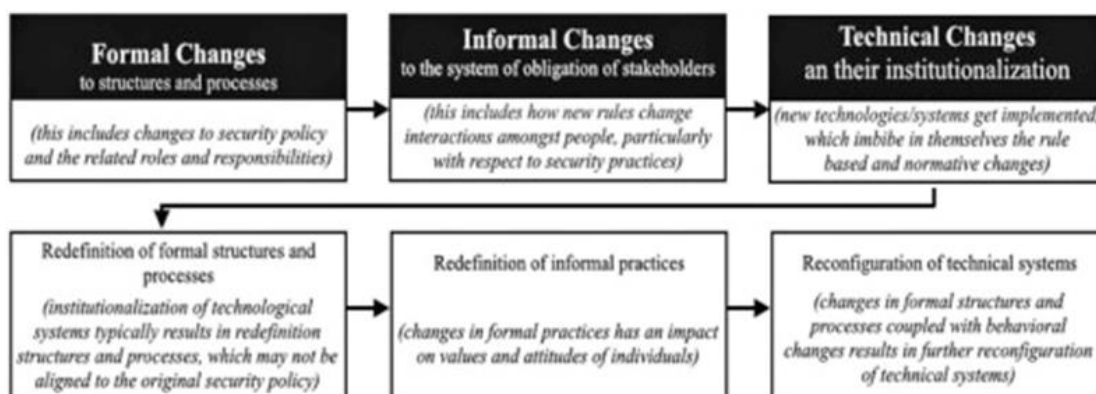 Formal Changes
to structures and processes
(this includes changes to security policy
and the related roles and responsibilities)
Informal Changes
to the system of obligation of stakeholders
(this includes how new rules change
interactions amongst people, particularly
with respect to security practices)
Technical Changes
an their institutionalization
(new technologies/systems get implemented,
which imbibe in themselves the rule
based and normative changes)
Redefinition of formal structures and
processes
(institutionalization of technological
systems typically results in redefinition
structures and processes, which may not be
aligned to the original security policy)
Redefinition of informal practices
(changes in formal practices has an impact
on values and attitudes of individuals)
Reconfiguration of technical systems
(changes in formal structures and
processes coupled with behavioral
changes results in further reconfiguration
of technical systems)